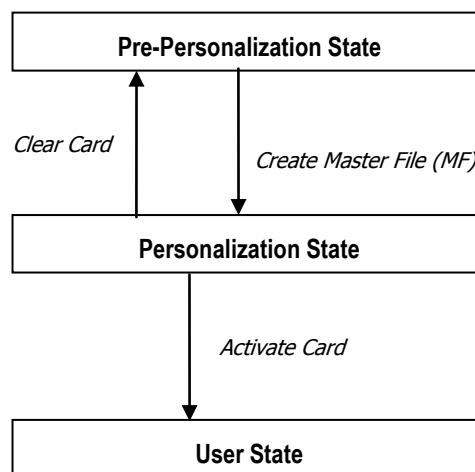 Pre-Personalization State
Clear Card
Create Master File (MF)
Personalization State
Activate Card
User State